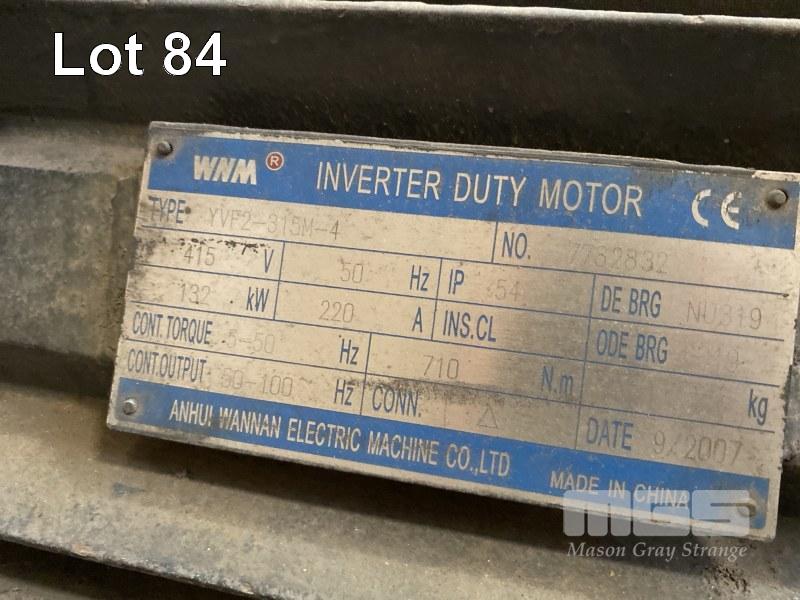 Lot 84
WNM ® INVERTER DUTY MOTOR CE
TYPE YVF2-315M-4 NO. 7732832
415 V 50 Hz IP 54 DE BRG NU319
132 kW 220 A INS.CL ODE BRG
CONT.TORQUE 5-50 Hz 710 N.m kg
CONT.OUTPUT 50-100 Hz CONN. △ DATE 9/2007
ANHUI WANNAN ELECTRIC MACHINE CO.,LTD MADE IN CHINA
mgs
Mason Gray Strange